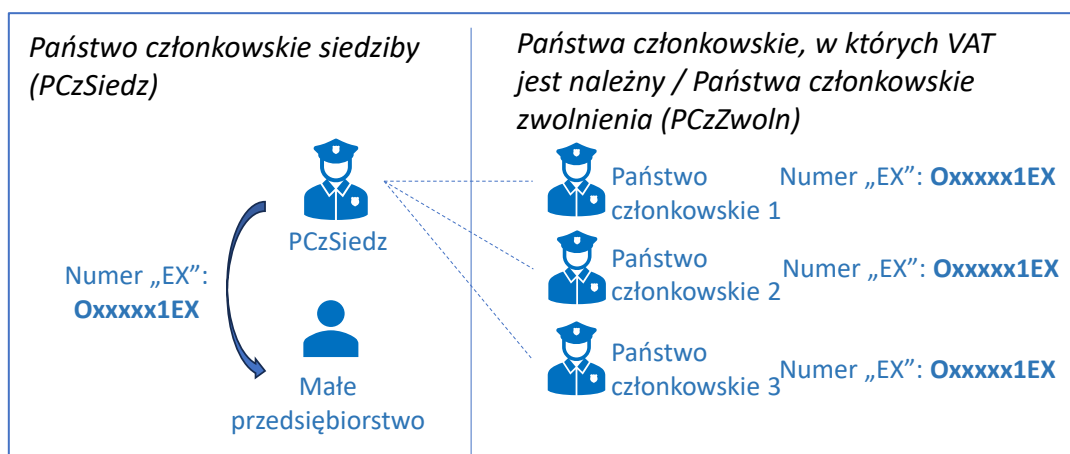 Państwo członkowskie siedziby
(PCzSiedz)
Państwa członkowskie, w których VAT
jest należny / Państwa członkowskie
zwolnienia (PCzZwoln)
PCzSiedz
Numer „EX”:
Oxxxxx1EX
Małe
przedsiębiorstwo
Państwo
członkowskie 1
Numer „EX”: Oxxxxx1EX
Państwo
członkowskie 2
Numer „EX”: Oxxxxx1EX
Państwo
członkowskie 3
Numer „EX”: Oxxxxx1EX